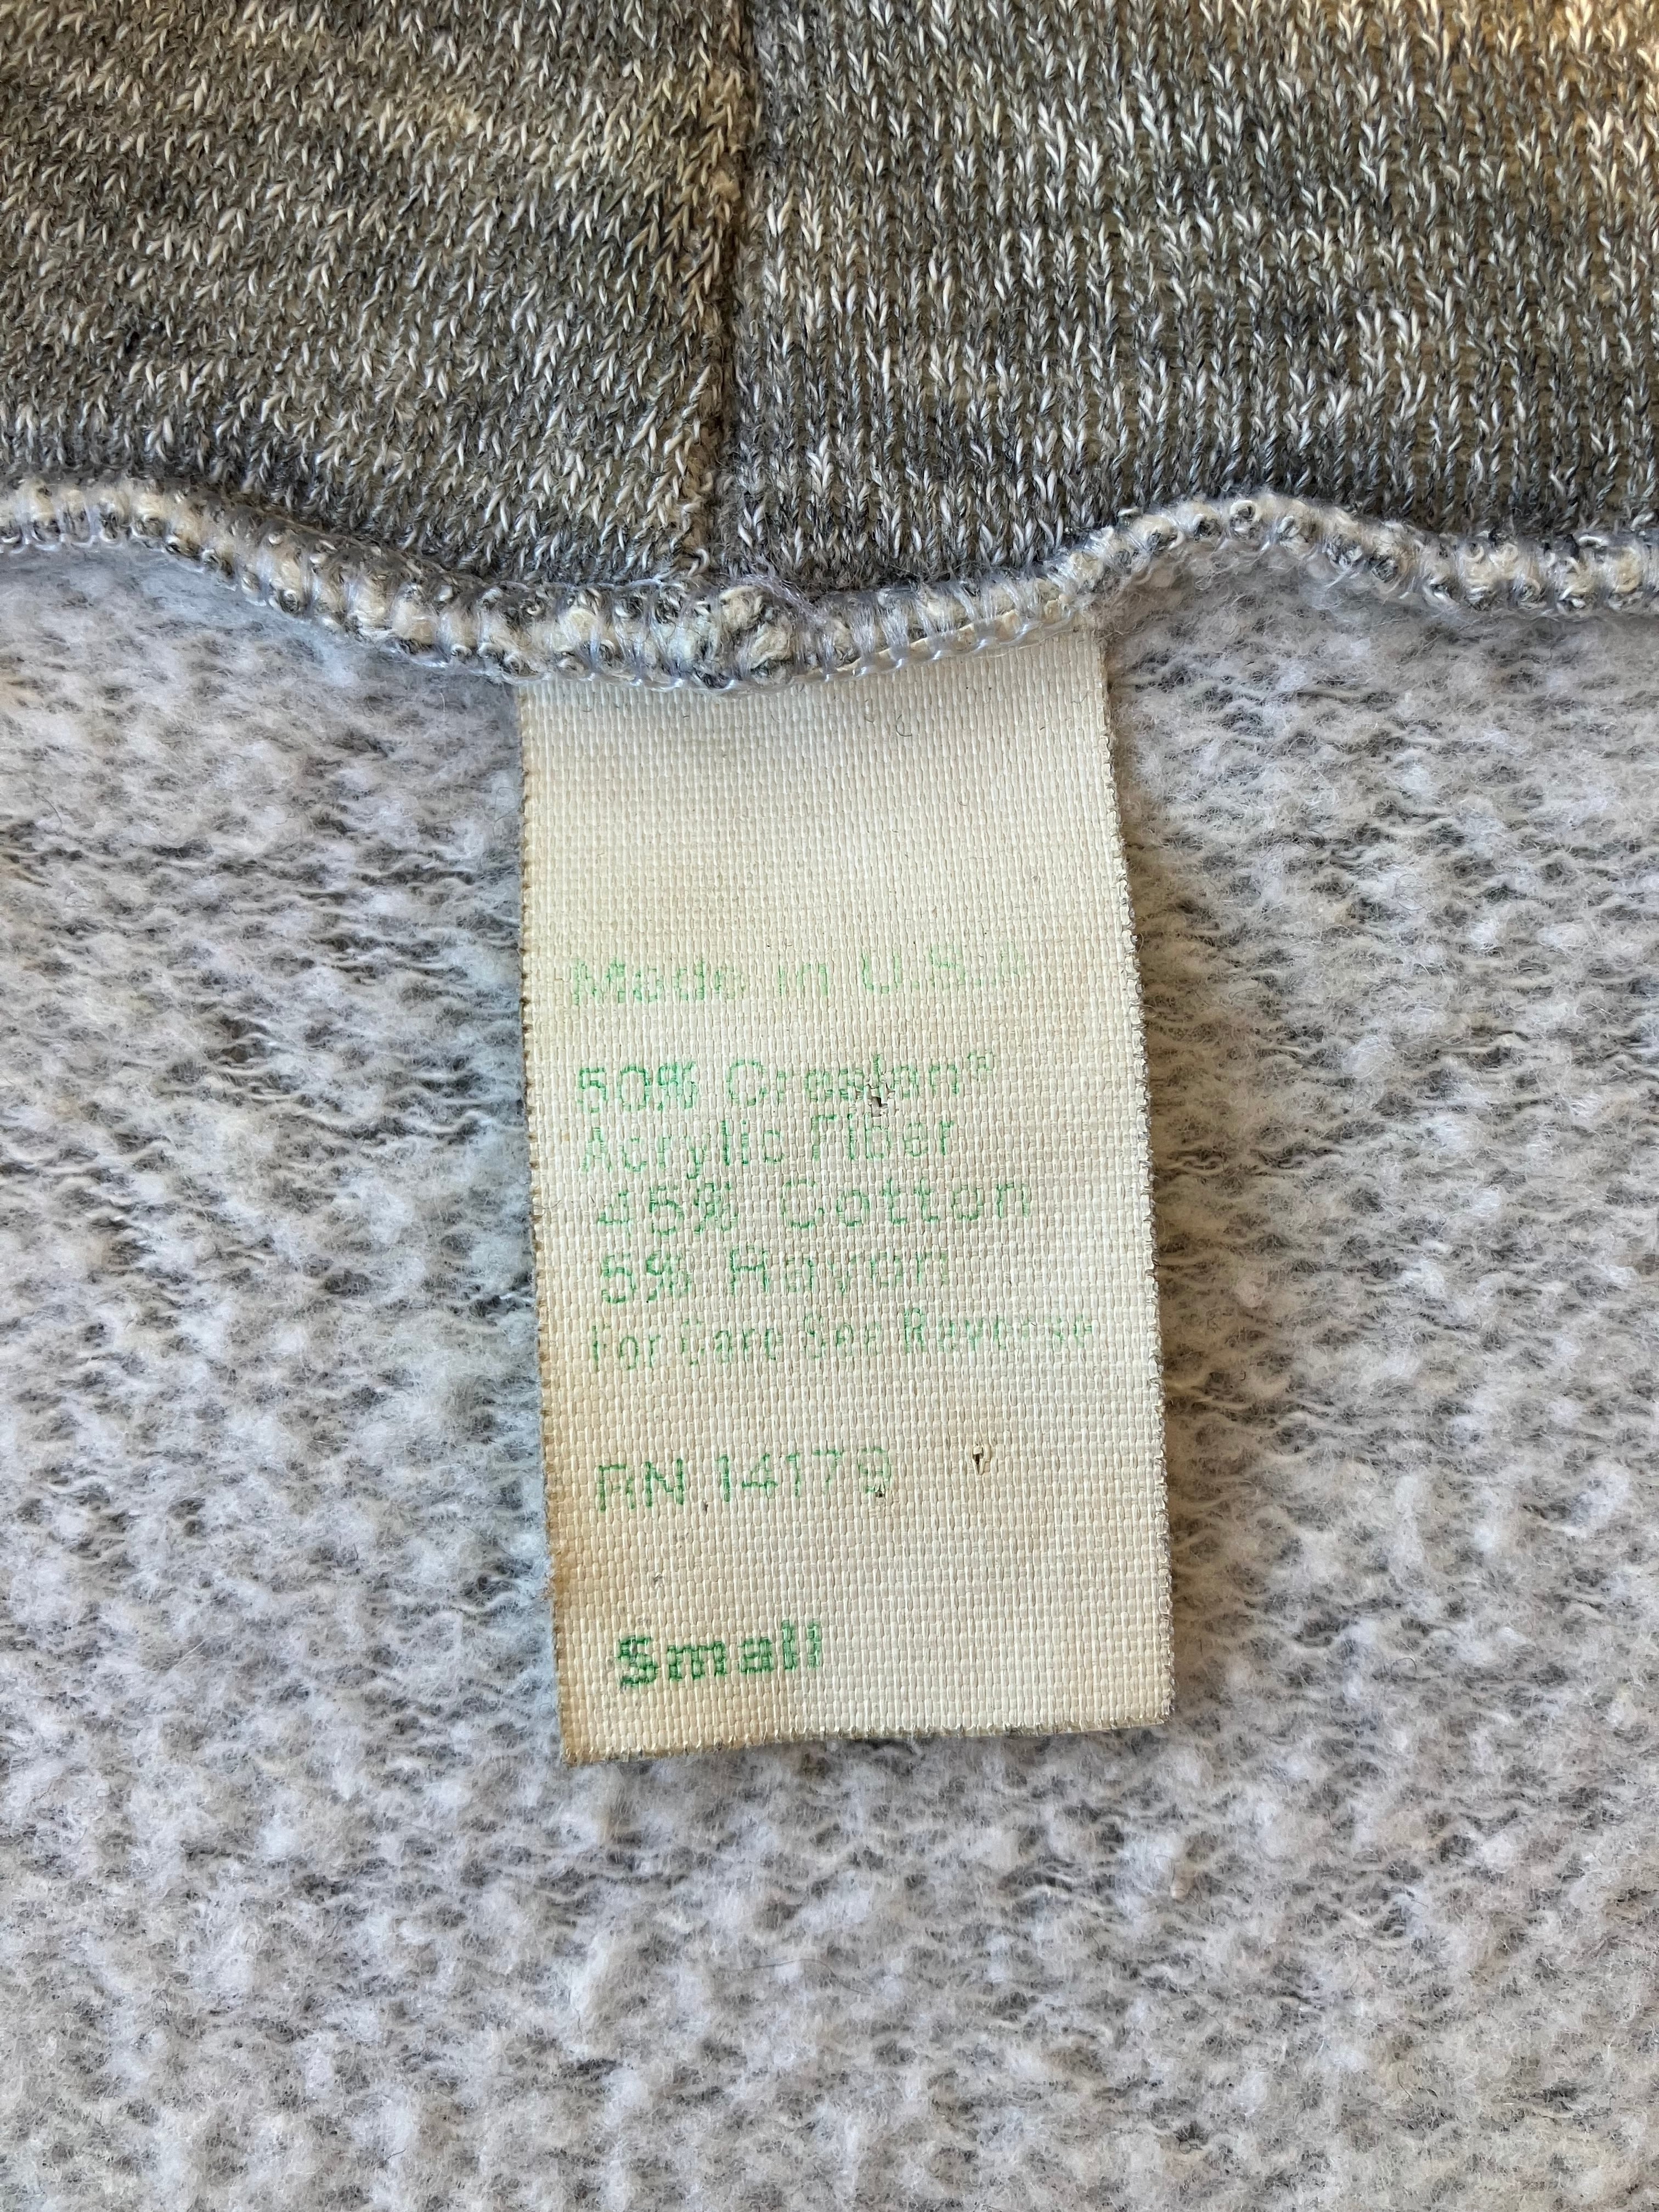 Made in U.S.A
50% Creslan®
Acrylic Fiber
45% Cotton
5% Rayon
For Care See Reverse
RN 14179
Small